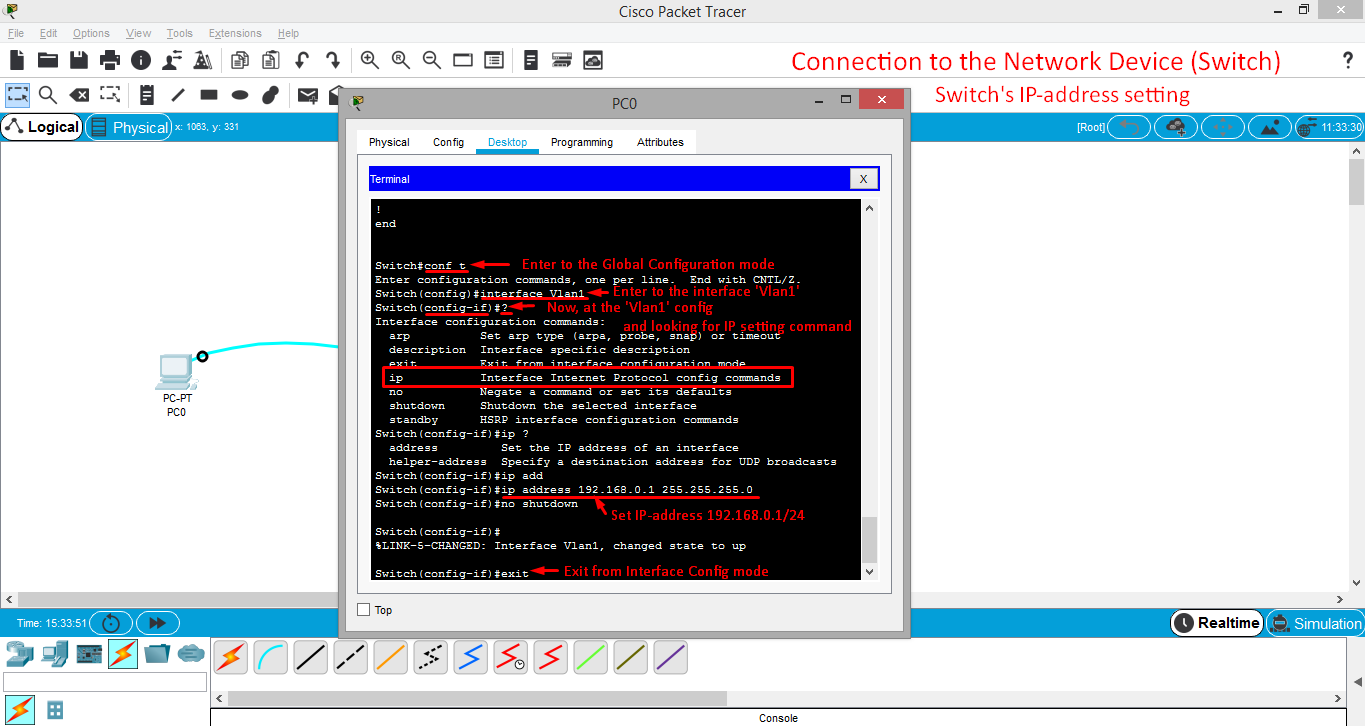 Cisco Packet Tracer
File Edit Options View Tools Extensions Help
Connection to the Network Device (Switch)
?
Switch's IP-address setting
Logical
Physical
x: 1063, y: 331
[Root]
11:33:30
PC0
Physical Config Desktop Programming Attributes
Terminal
X
!
end
Switch#conf t
Enter to the Global Configuration mode
Enter configuration commands, one per line. End with CNTL/Z.
Switch(config)#interface Vlan1
Enter to the interface 'Vlan1'
Switch(config-if)#?
Now, at the 'Vlan1' config
Interface configuration commands:
and looking for IP setting command
arp Set arp type (arpa, probe, snap) or timeout
description Interface specific description
exit Exit from interface configuration mode
ip Interface Internet Protocol config commands
no Negate a command or set its defaults
shutdown Shutdown the selected interface
standby HSRP interface configuration commands
Switch(config-if)#ip ?
address Set the IP address of an interface
helper-address Specify a destination address for UDP broadcasts
Switch(config-if)#ip add
Switch(config-if)#ip address 192.168.0.1 255.255.255.0
Switch(config-if)#no shutdown
Set IP-address 192.168.0.1/24
Switch(config-if)#
%LINK-5-CHANGED: Interface Vlan1, changed state to up
Switch(config-if)#exit
Exit from Interface Config mode
Top
PC-PT
PC0
Time: 15:33:51
Realtime
Simulation
Console